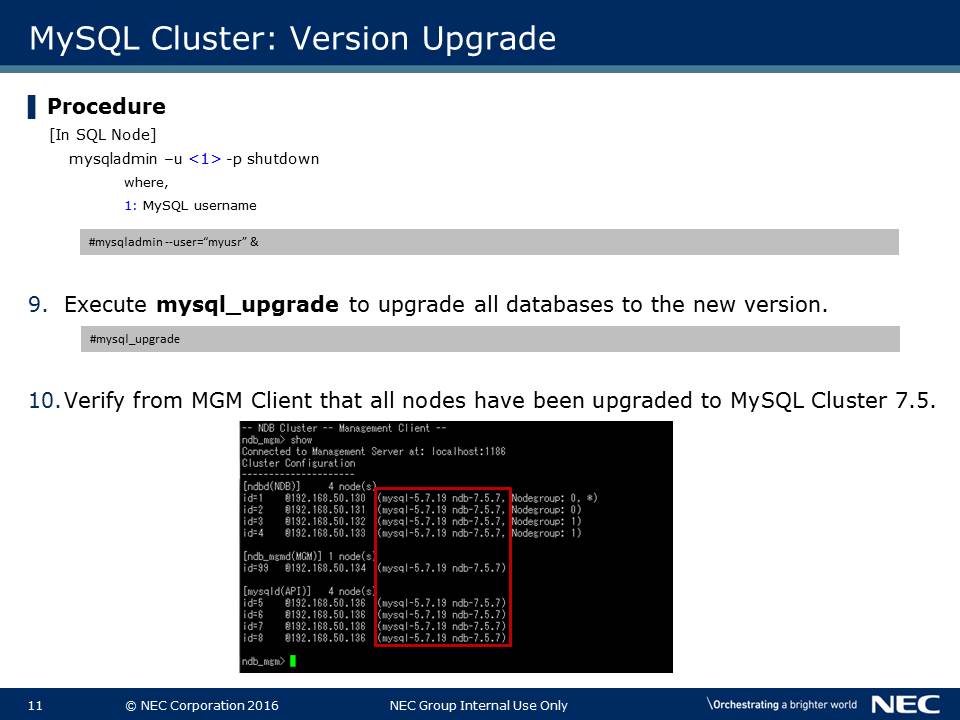 MySQL Cluster: Version Upgrade
Procedure
[In SQL Node]
mysqladmin –u <1> -p shutdown
where,
1: MySQL username
#mysqladmin --user=“myusr” &
9. Execute mysql_upgrade to upgrade all databases to the new version.
#mysql_upgrade
10. Verify from MGM Client that all nodes have been upgraded to MySQL Cluster 7.5.
-- NDB Cluster -- Management Client --
ndb_mgm> show
Connected to Management Server at: localhost:1186
Cluster Configuration
---------------------
[ndbd(NDB)] 4 node(s)
id=1 @192.168.50.130 (mysql-5.7.19 ndb-7.5.7, Nodegroup: 0, *)
id=2 @192.168.50.131 (mysql-5.7.19 ndb-7.5.7, Nodegroup: 0)
id=3 @192.168.50.132 (mysql-5.7.19 ndb-7.5.7, Nodegroup: 1)
id=4 @192.168.50.133 (mysql-5.7.19 ndb-7.5.7, Nodegroup: 1)
[ndb_mgmd(MGM)] 1 node(s)
id=99 @192.168.50.134 (mysql-5.7.19 ndb-7.5.7)
[mysqld(API)] 4 node(s)
id=5 @192.168.50.136 (mysql-5.7.19 ndb-7.5.7)
id=6 @192.168.50.136 (mysql-5.7.19 ndb-7.5.7)
id=7 @192.168.50.136 (mysql-5.7.19 ndb-7.5.7)
id=8 @192.168.50.136 (mysql-5.7.19 ndb-7.5.7)
ndb_mgm>
11 © NEC Corporation 2016 NEC Group Internal Use Only \Orchestrating a brighter world NEC